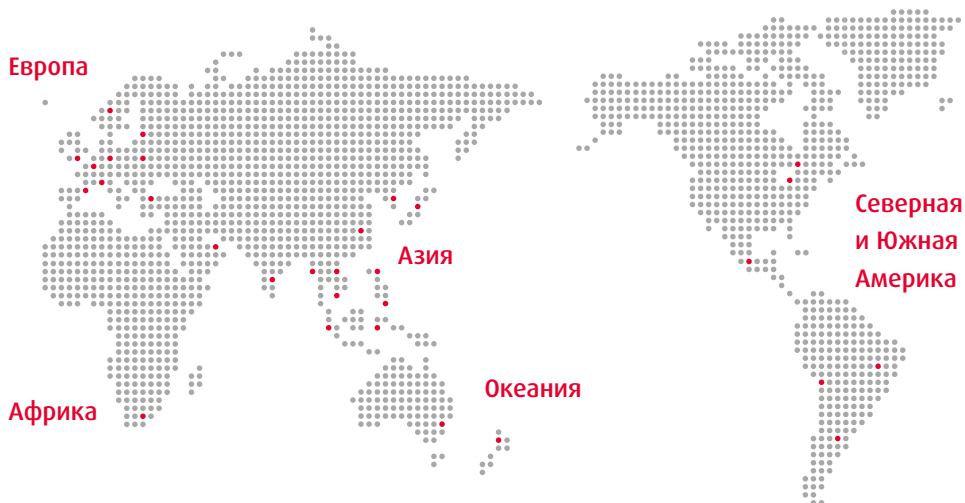 Европа
Азия
Северная
и Южная
Америка
Океания
Африка